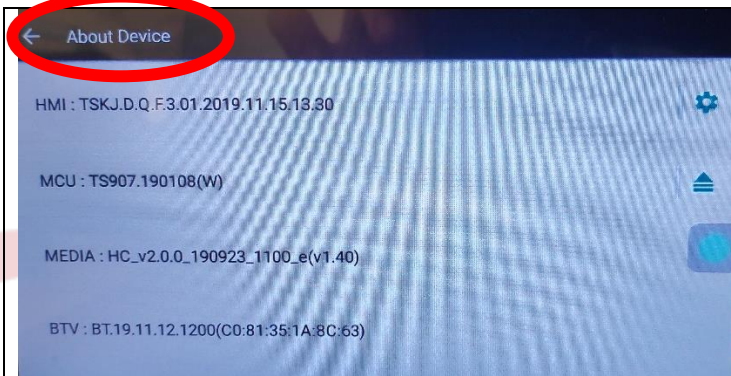 About Device
HMI : TSKJ.D.Q.F.3.01.2019.11.15.13.30
MCU : TS907.190108(W)
MEDIA : HC_v2.0.0_190923_1100_e(v1.40)
BTV : BT.19.11.12.1200(C0:81:35:1A:8C:63)